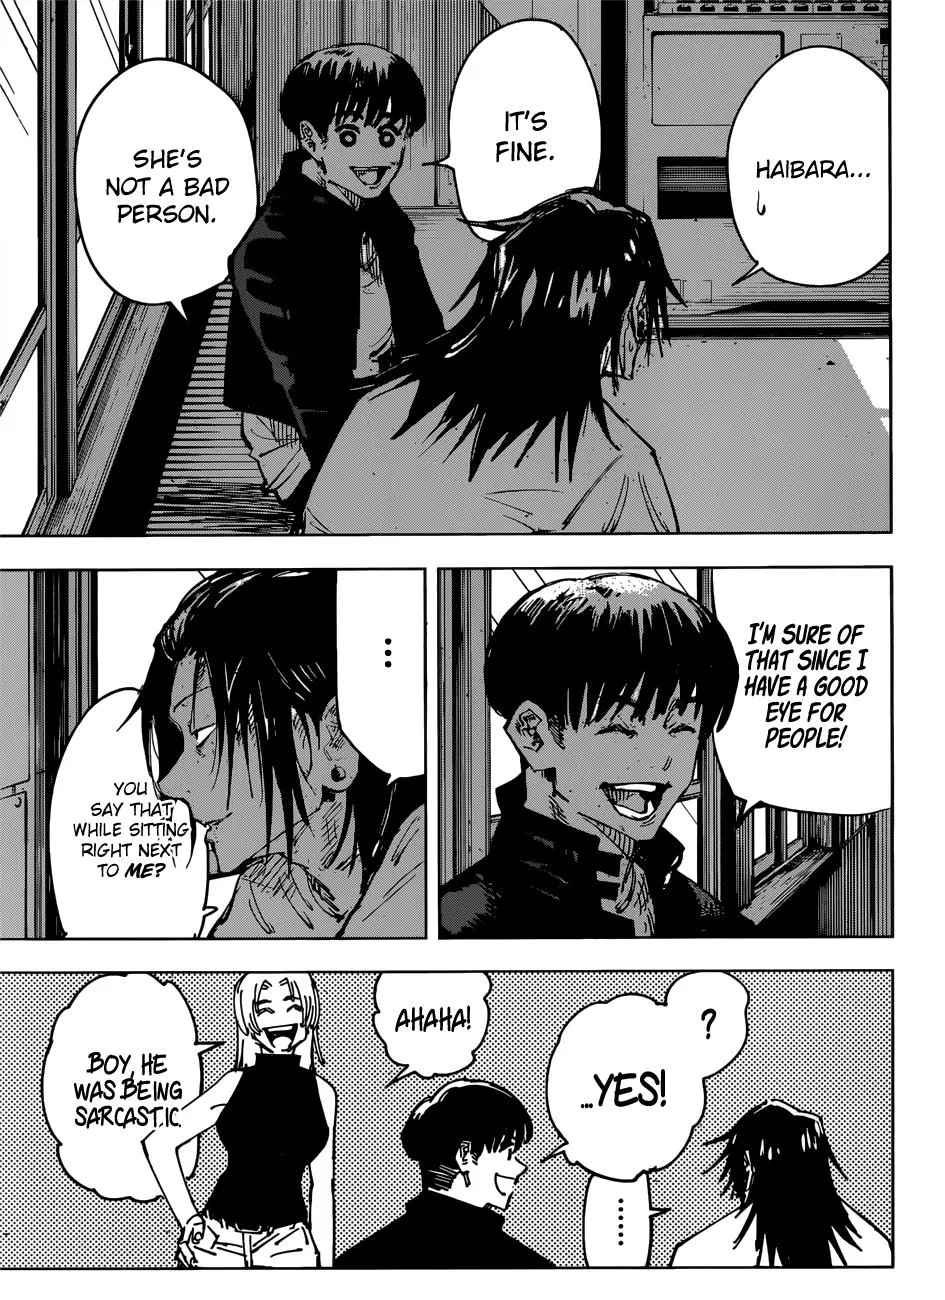 HAIBARA...
IT'S
FINE.
SHE'S
NOT A BAD
PERSON.
I'M SURE OF
THAT SINCE I
HAVE A GOOD
EYE FOR
PEOPLE!
...
YOU
SAY THAT
WHILE SITTING
RIGHT NEXT
TO ME?
?
...YES!
......
AHAHA!
BOY, HE
WAS BEING
SARCASTIC.